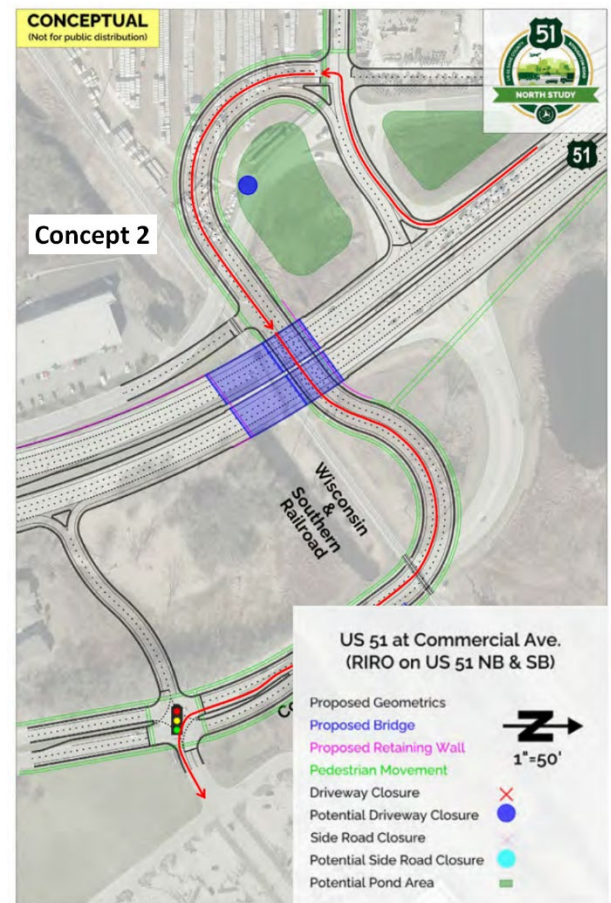 CONCEPTUAL
(Not for public distribution)
51
NORTH STUDY
51
Concept 2
Wisconsin
&
Southern
Railroad
Co
US 51 at Commercial Ave.
(RIRO on US 51 NB & SB)
Proposed Geometrics
Proposed Bridge
Proposed Retaining Wall
Pedestrian Movement
Driveway Closure
Potential Driveway Closure
Side Road Closure
Potential Side Road Closure
Potential Pond Area
N
1"=50'